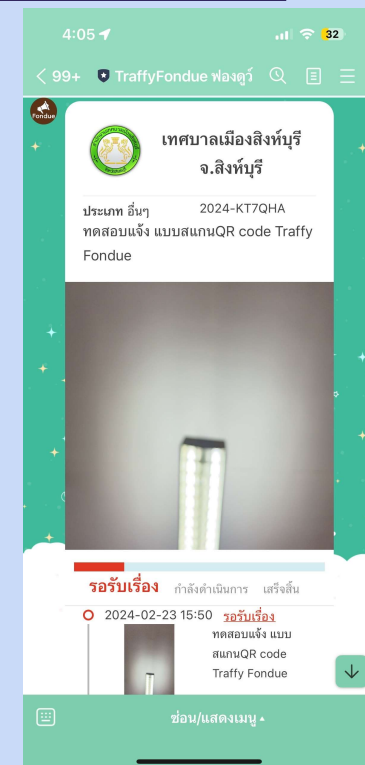 4:05
32
99+ TraffyFondue ฟองดูว์
Fondue
เทศบาลเมืองสิงห์บุรี
จ.สิงห์บุรี
ประเภท อื่นๆ 2024-KT7QHA
ทดสอบแจ้ง แบบสแกนQR code Traffy
Fondue
รอรับเรื่อง กำลังดำเนินการ เสร็จสิ้น
2024-02-23 15:50 รอรับเรื่อง
ทดสอบแจ้ง แบบ
สแกนQR code
Traffy Fondue
ซ่อน/แสดงเมนู